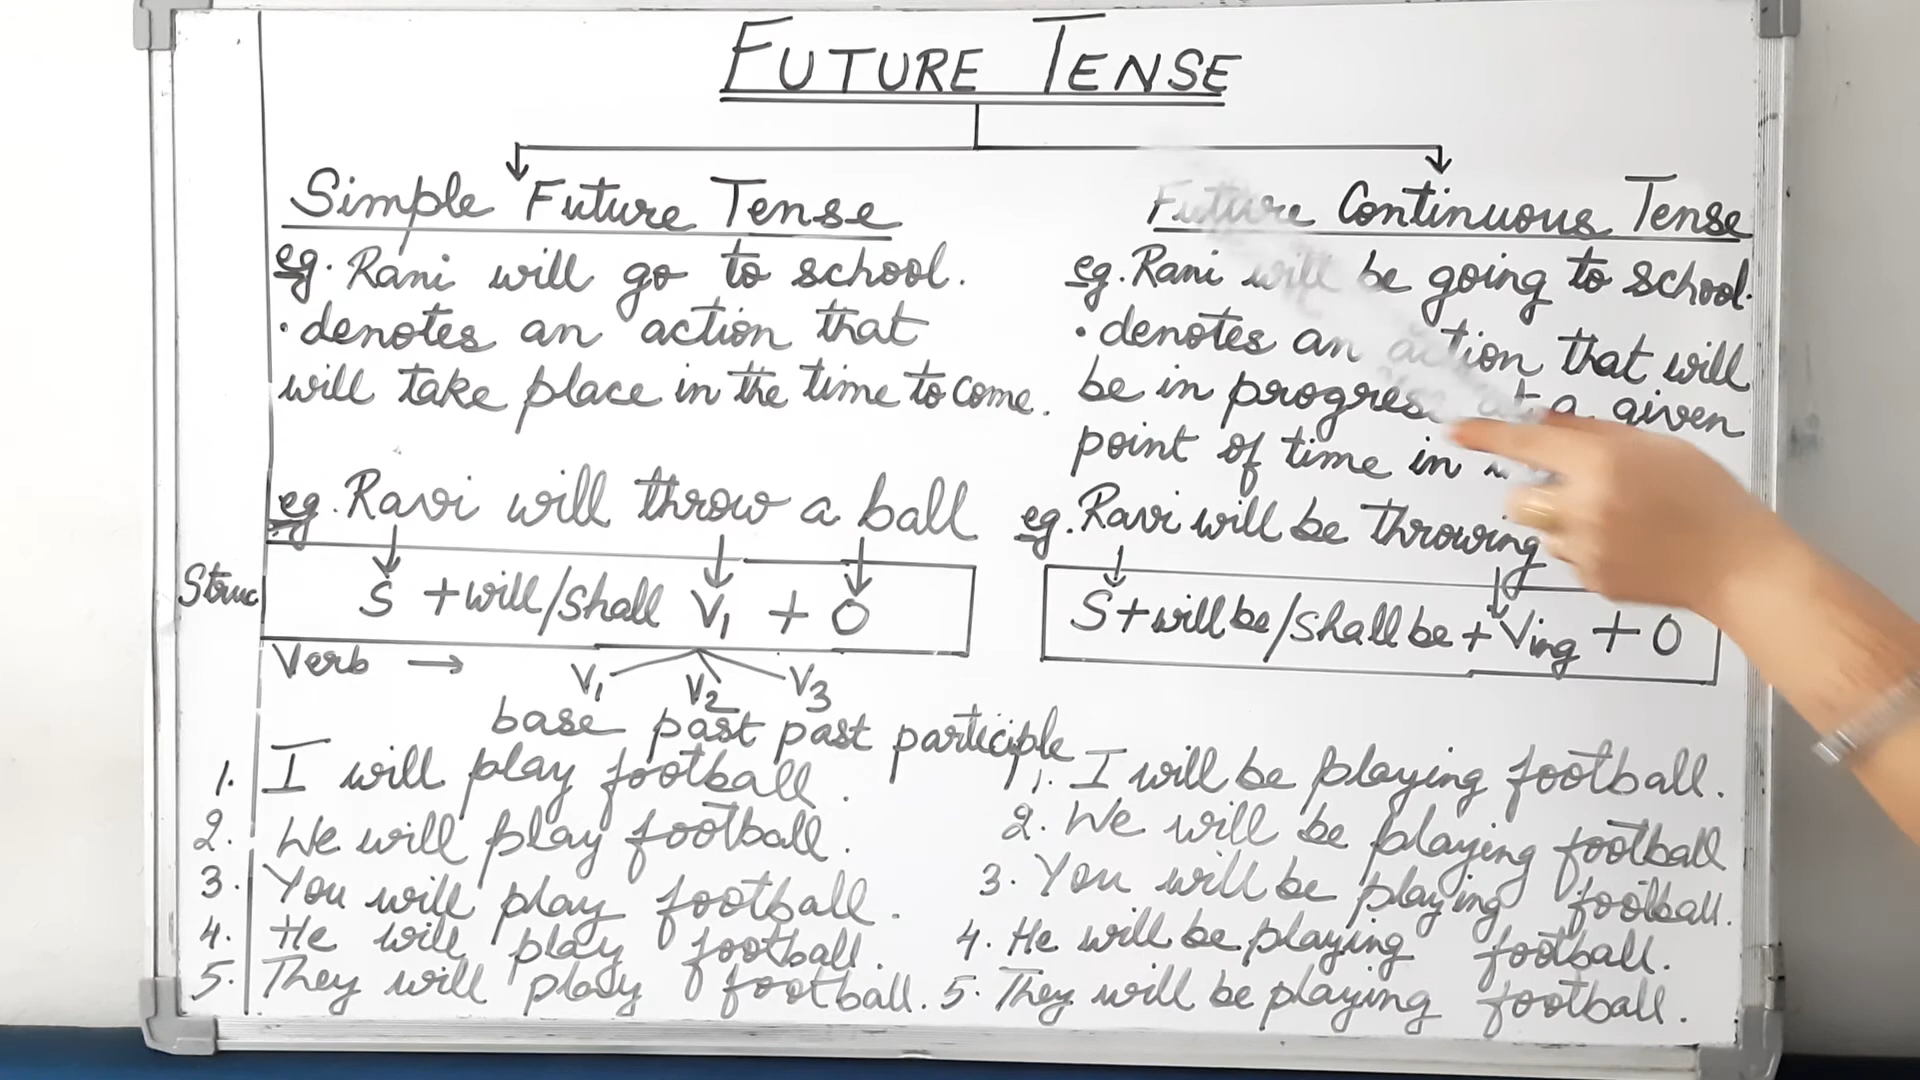 FUTURE TENSE
Simple Future Tense
eg. Rani will go to school.
• denotes an action that
will take place in the time to come.
eg. Ravi will throw a ball
Struc
S + will/shall V1 + O
Verb →
V1 V2 V3
base past past participle
1. I will play football.
2. We will play football.
3. You will play football.
4. He will play football.
5. They will play football.
Future Continuous Tense
eg. Rani will be going to school.
• denotes an action that will
be in progress at a given
point of time in
eg. Ravi will be throwing
S + will be/shall be + Ving + O
1. I will be playing football.
2. We will be playing football
3. You will be playing football.
4. He will be playing football.
5. They will be playing football.